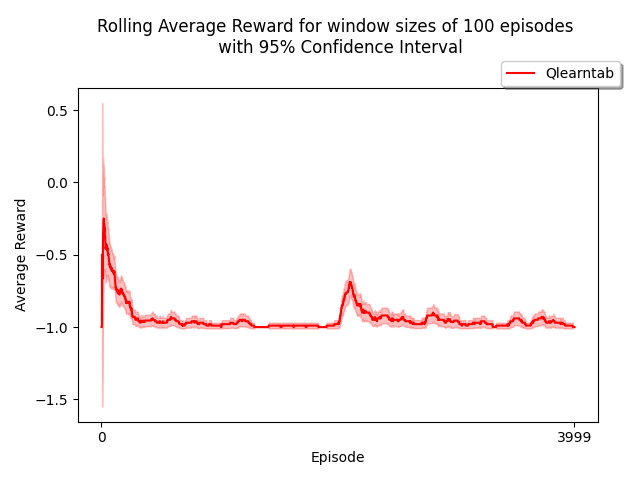 Rolling Average Reward for window sizes of 100 episodes
with 95% Confidence Interval
Qlearntab
0.5
0.0
−0.5
−1.0
−1.5
Average Reward
0
3999
Episode